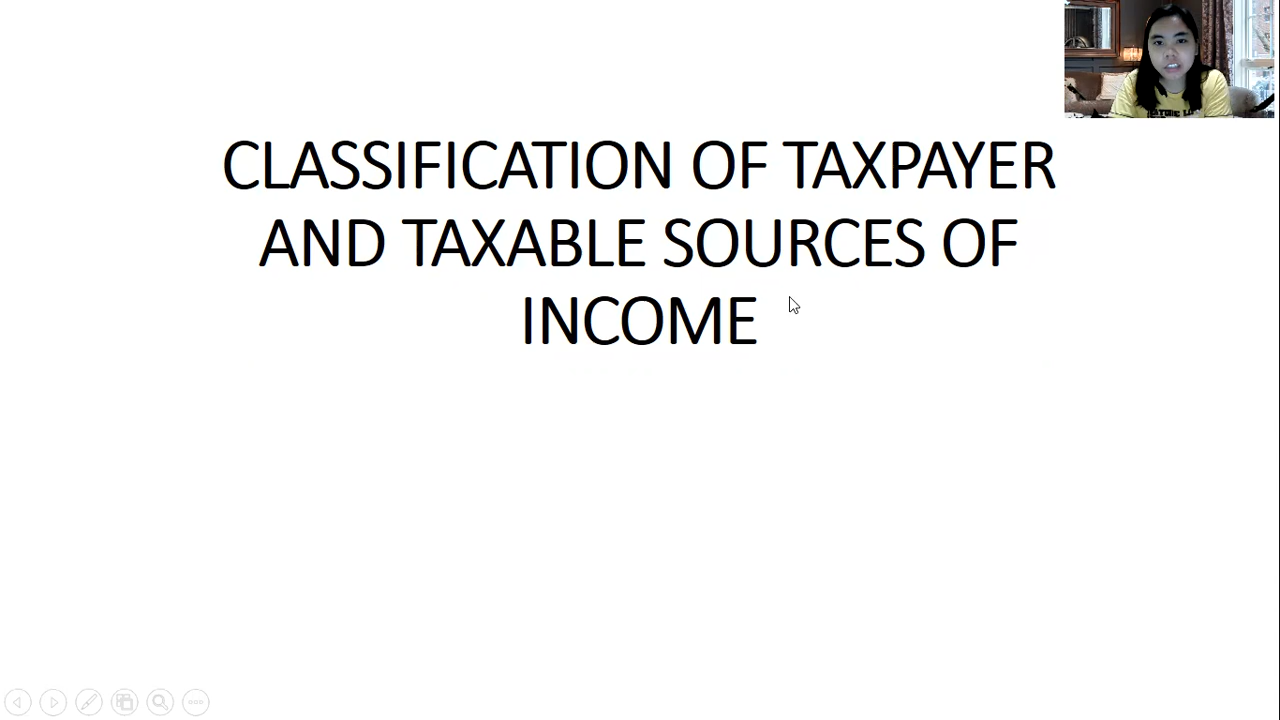 CLASSIFICATION OF TAXPAYER
AND TAXABLE SOURCES OF
INCOME